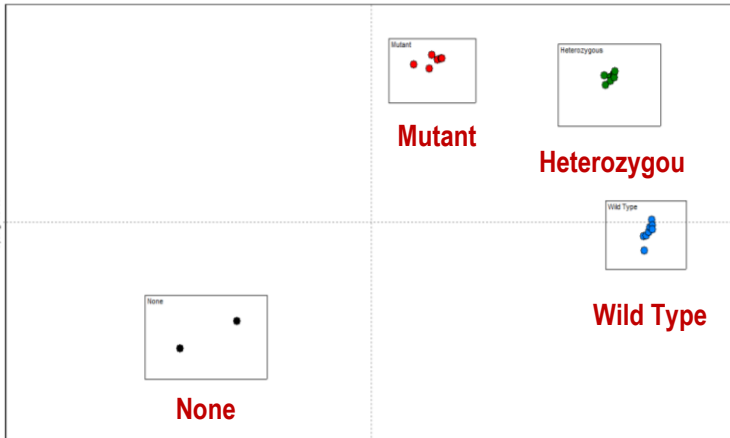 Mutant
Heterozygous
Mutant
Heterozygou
Wild Type
None
Wild Type
None